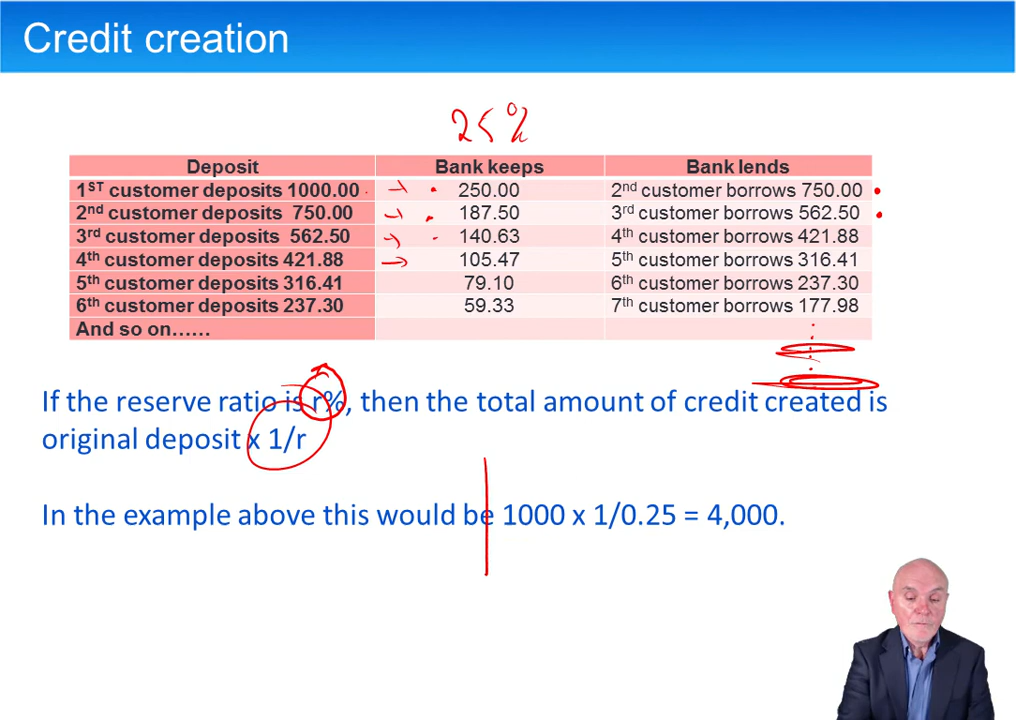 Credit creation
25%
Deposit Bank keeps Bank lends
1ST customer deposits 1000.00 250.00 2nd customer borrows 750.00
2nd customer deposits 750.00 187.50 3rd customer borrows 562.50
3rd customer deposits 562.50 140.63 4th customer borrows 421.88
4th customer deposits 421.88 105.47 5th customer borrows 316.41
5th customer deposits 316.41 79.10 6th customer borrows 237.30
6th customer deposits 237.30 59.33 7th customer borrows 177.98
And so on……
If the reserve ratio is r%, then the total amount of credit created is
original deposit x 1/r
In the example above this would be 1000 x 1/0.25 = 4,000.